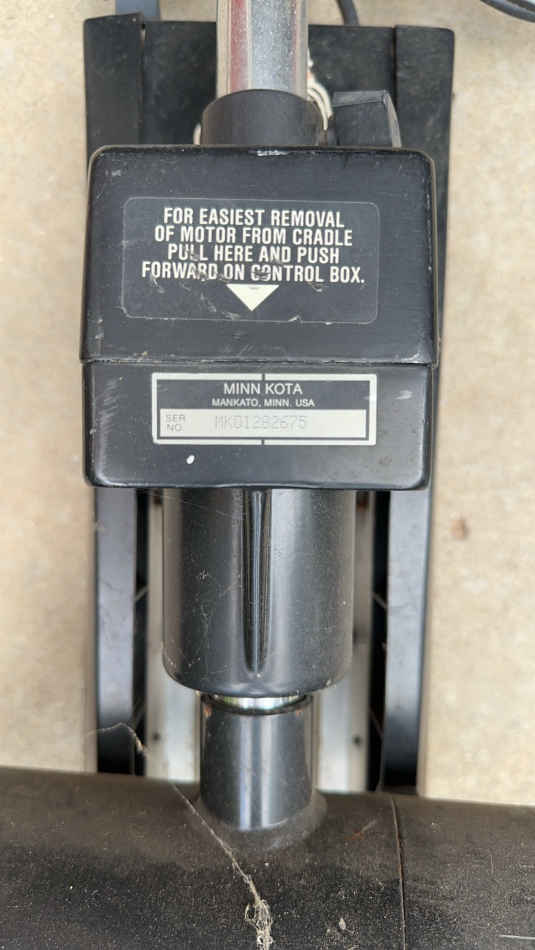 FOR EASIEST REMOVAL
OF MOTOR FROM CRADLE
PULL HERE AND PUSH
FORWARD ON CONTROL BOX.
MINN KOTA
MANKATO, MINN. USA
SER
NO.
MKG1282675